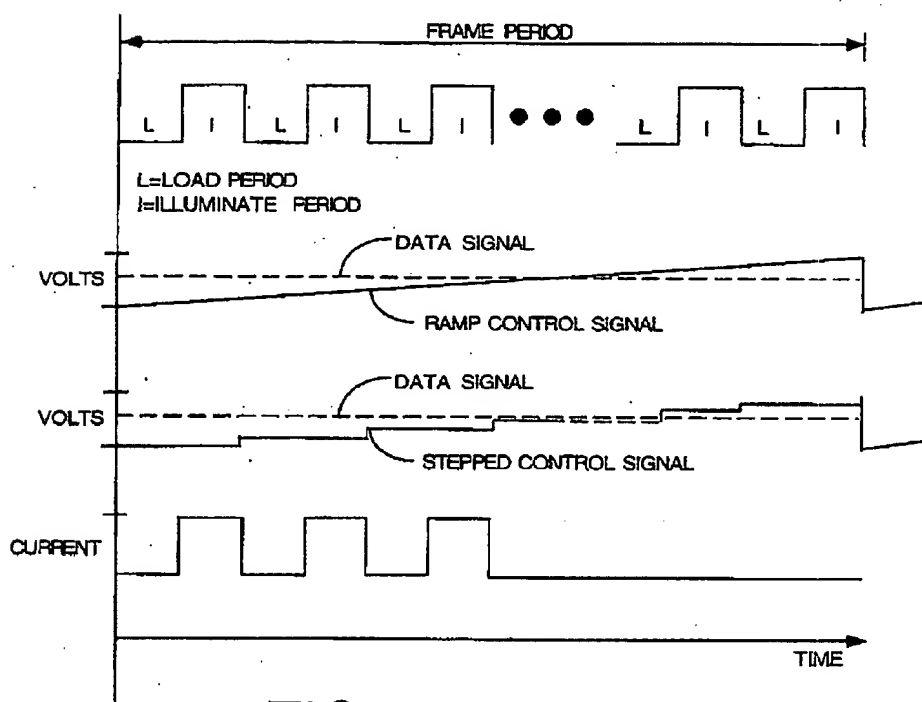 FRAME PERIOD
L I L I L I L I L I
L=LOAD PERIOD
I=ILLUMINATE PERIOD
DATA SIGNAL
VOLTS
RAMP CONTROL SIGNAL
DATA SIGNAL
VOLTS
STEPPED CONTROL SIGNAL
CURRENT
TIME